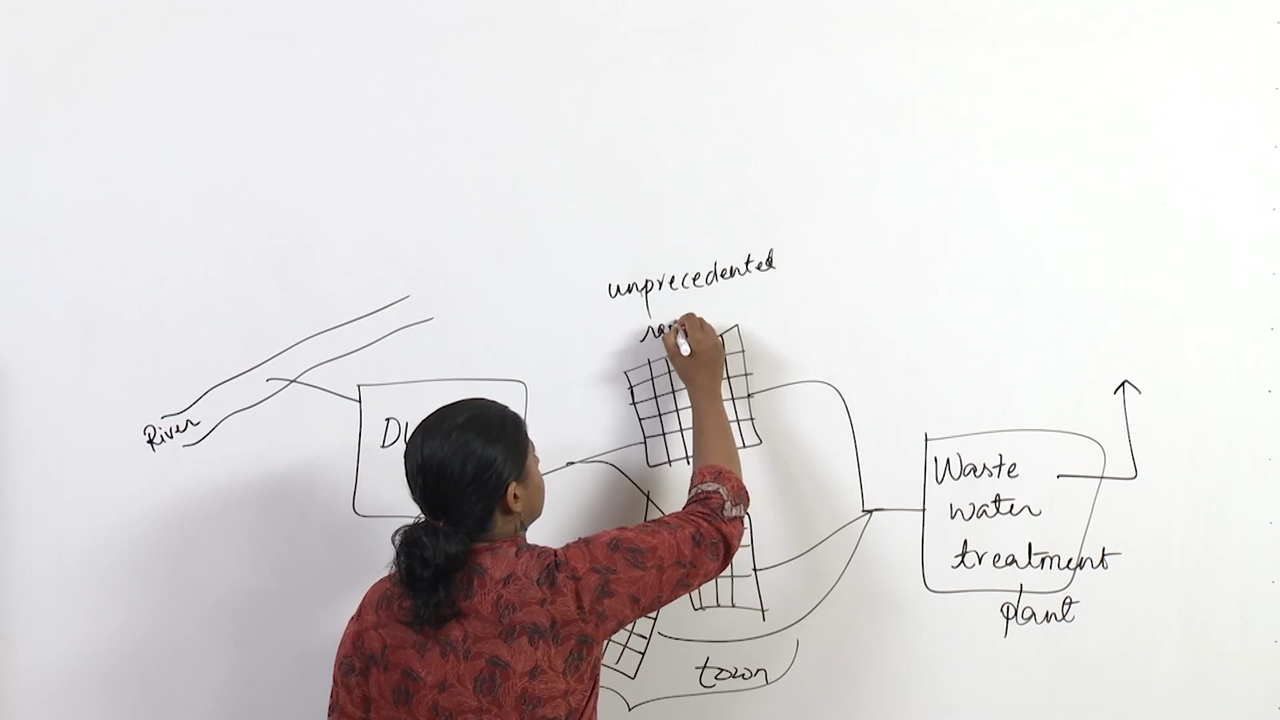 unprecedented
River
Waste
water
treatment
plant
town